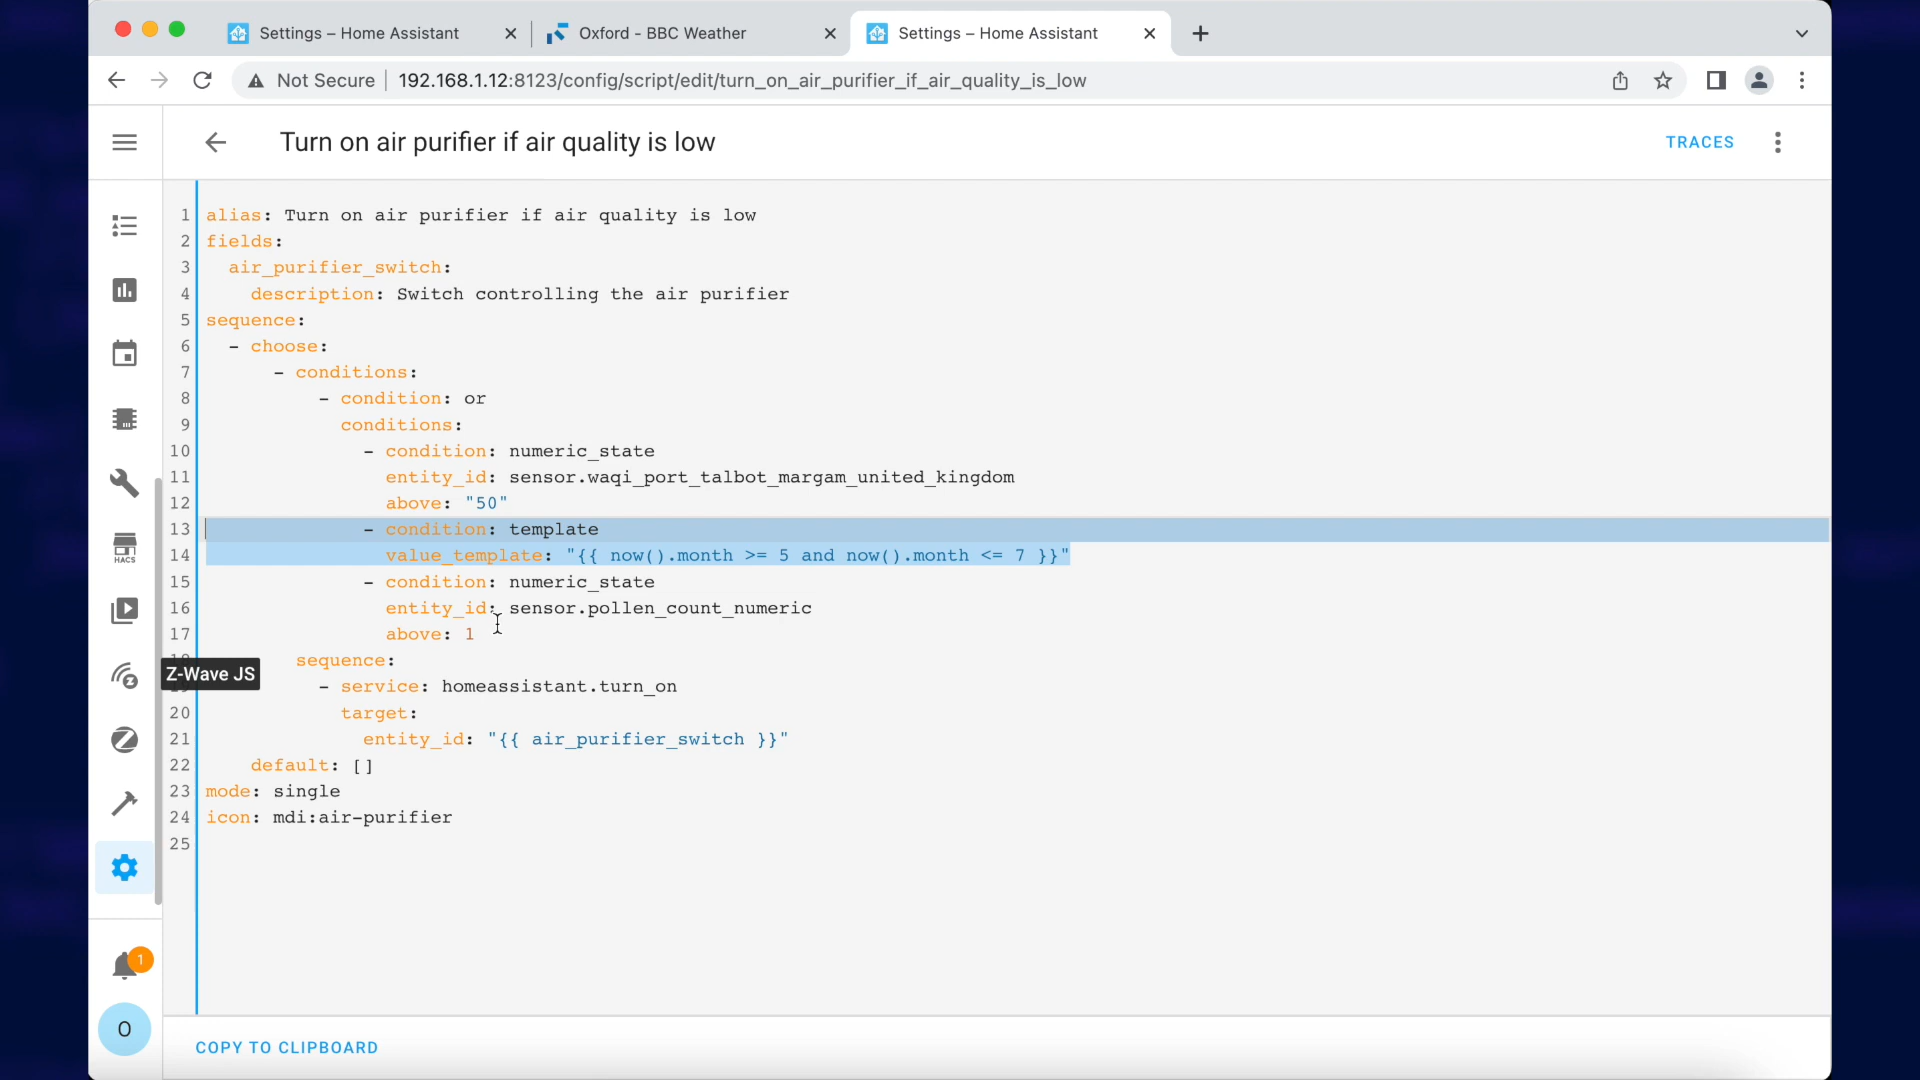 Settings – Home Assistant
Oxford - BBC Weather
Settings – Home Assistant
Not Secure
192.168.1.12:8123/config/script/edit/turn_on_air_purifier_if_air_quality_is_low
Turn on air purifier if air quality is low
TRACES
1 alias: Turn on air purifier if air quality is low
2 fields:
3 air_purifier_switch:
4 description: Switch controlling the air purifier
5 sequence:
6 - choose:
7 - conditions:
8 - condition: or
9 conditions:
10 - condition: numeric_state
11 entity_id: sensor.waqi_port_talbot_margam_united_kingdom
12 above: "50"
13 - condition: template
14 value_template: "{{ now().month >= 5 and now().month <= 7 }}"
15 - condition: numeric_state
16 entity_id: sensor.pollen_count_numeric
17 above: 1
sequence:
Z-Wave JS
- service: homeassistant.turn_on
20 target:
21 entity_id: "{{ air_purifier_switch }}"
22 default: []
23 mode: single
24 icon: mdi:air-purifier
25
HACS
1
O
COPY TO CLIPBOARD